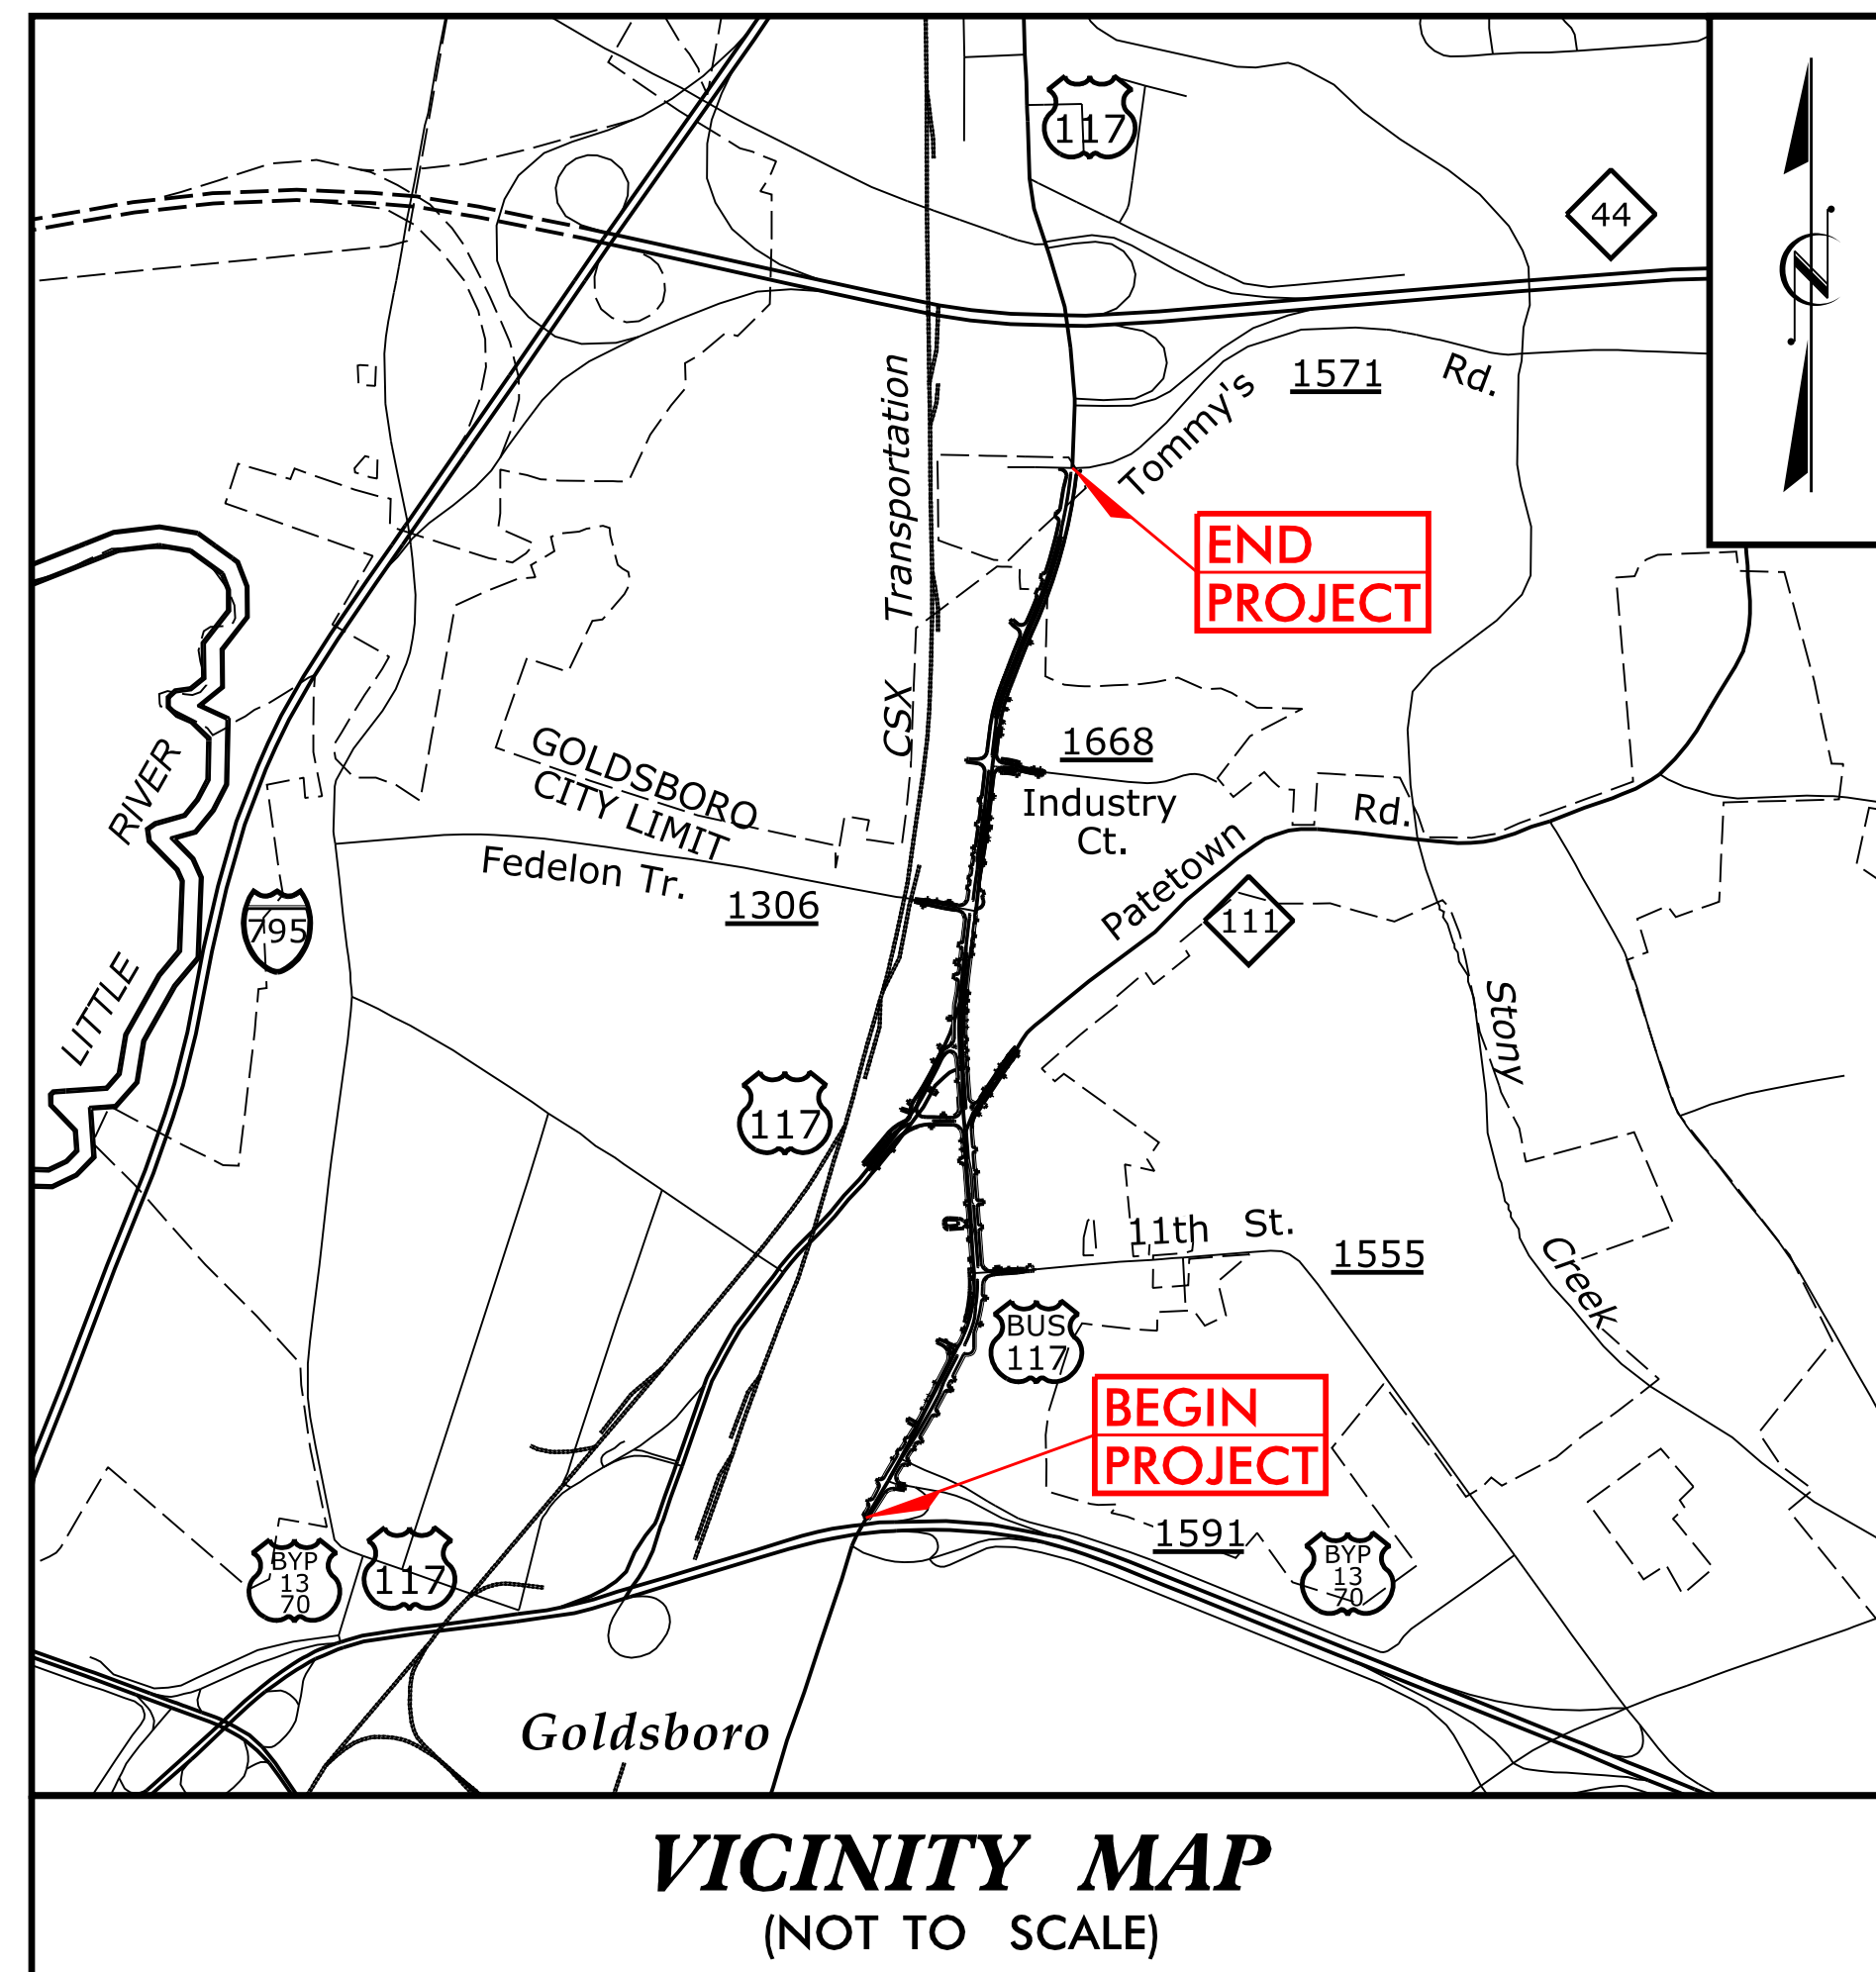 117
44
N
CSX Transportation
Tommy's Rd.
1571
END
PROJECT
GOLDSBORO
CITY LIMIT
1668
Industry
Ct.
Fedelon Tr.
1306
Patetown Rd.
111
795
LITTLE RIVER
Stony Creek
117
11th St.
1555
BUS
117
BEGIN
PROJECT
1591
BYP
13
70
117
BYP
13
70
Goldsboro
VICINITY MAP
(NOT TO SCALE)